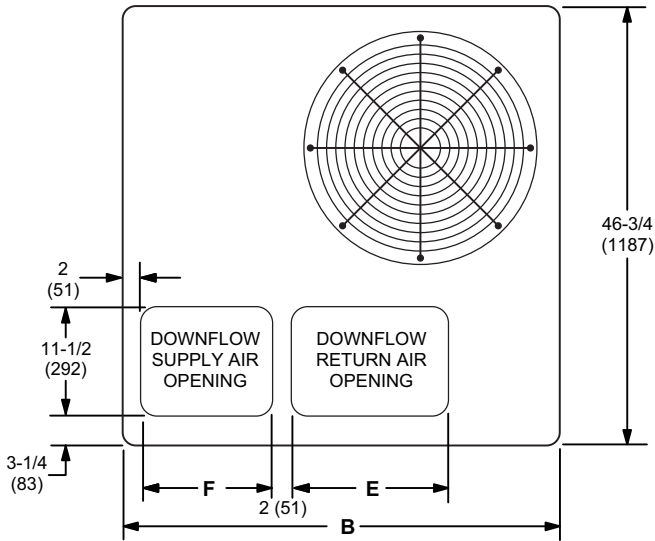 46-3/4
(1187)
2
(51)
11-1/2
(292)
DOWNFLOW
SUPPLY AIR
OPENING
DOWNFLOW
RETURN AIR
OPENING
3-1/4
(83)
F
2 (51)
E
B